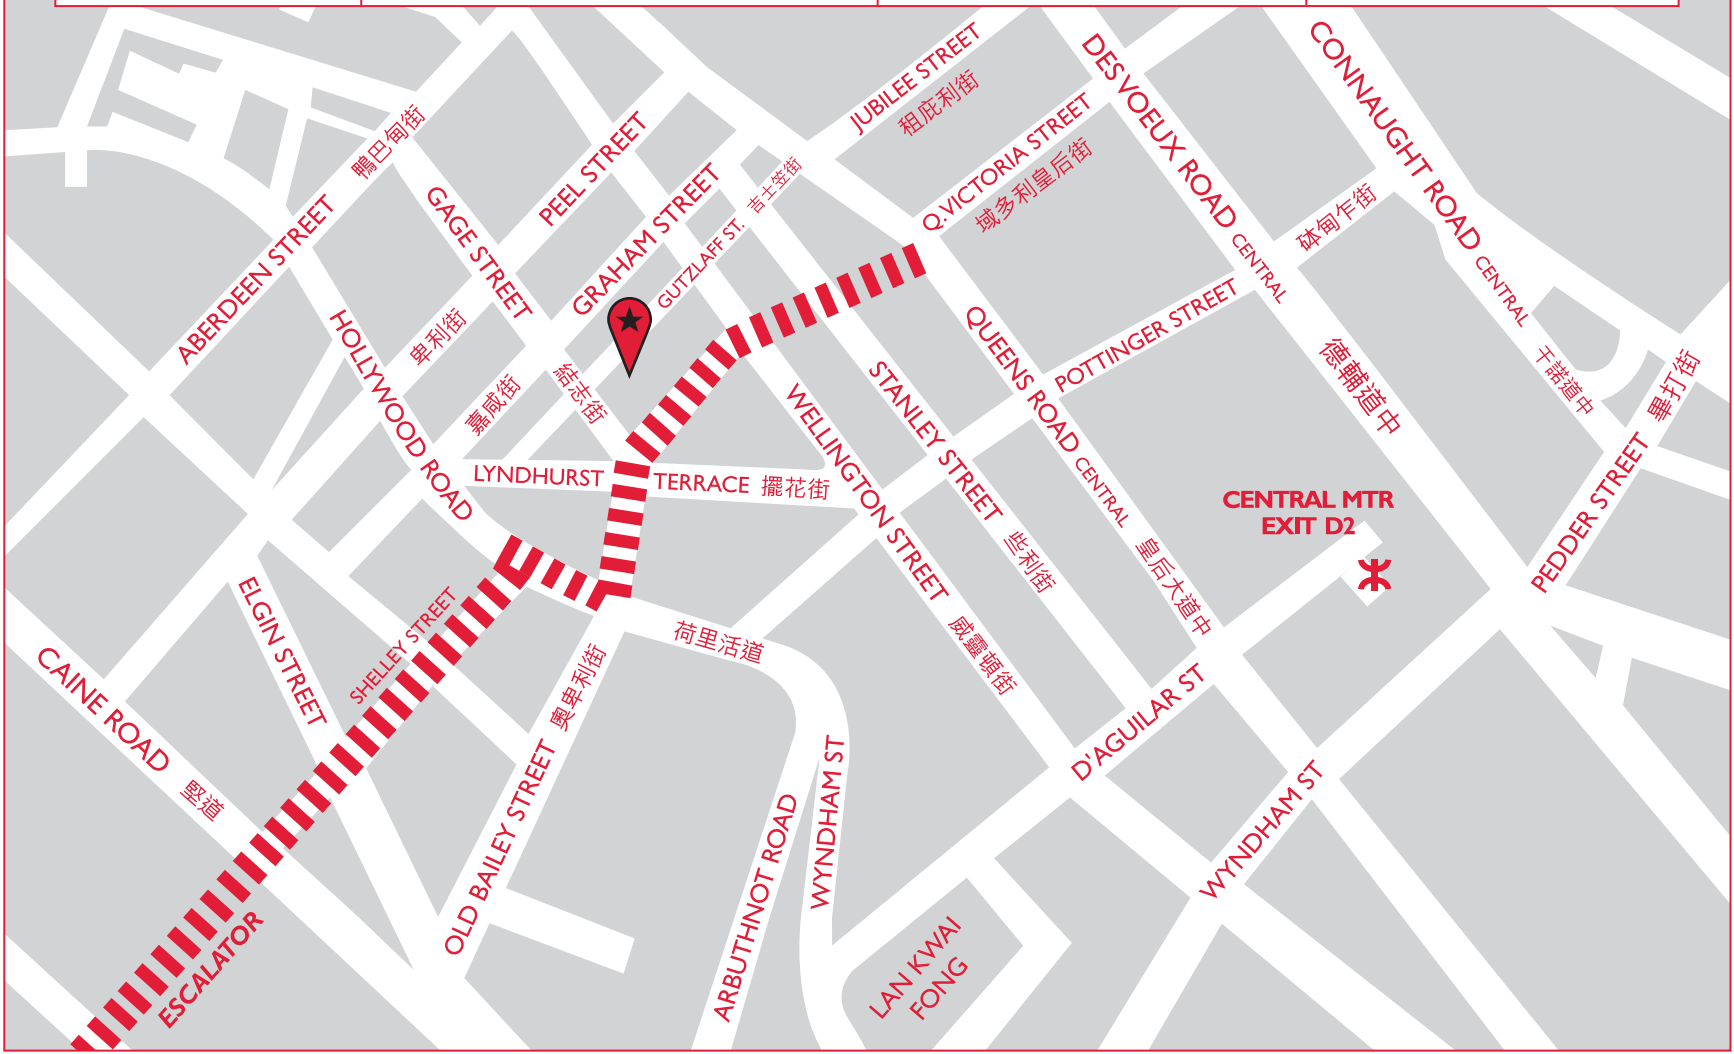 JUBILEE STREET
租庇利街
DESVOEUX ROAD CENTRAL
德輔道中
CONNAUGHT ROAD CENTRAL
干諾道中
Q.VICTORIA STREET
域多利皇后街
鴨巴甸街
ABERDEEN STREET
PEEL STREET
卑利街
GAGE STREET
結志街
GRAHAM STREET
嘉咸街
GUTZLAFF ST. 吉士笠街
砵甸乍街
POTTINGER STREET
HOLLYWOOD ROAD
荷里活道
QUEENS ROAD CENTRAL 皇后大道中
STANLEY STREET 些利街
WELLINGTON STREET 威靈頓街
LYNDHURST TERRACE 擺花街
畢打街
PEDDER STREET
CENTRAL MTR
EXIT D2
ELGIN STREET
SHELLEY STREET
CAINE ROAD 堅道
奧卑利街
OLD BAILEY STREET
D'AGUILAR ST
WYNDHAM ST
WYNDHAM ST
ARBUTHNOT ROAD
LAN KWAI
FONG
ESCALATOR